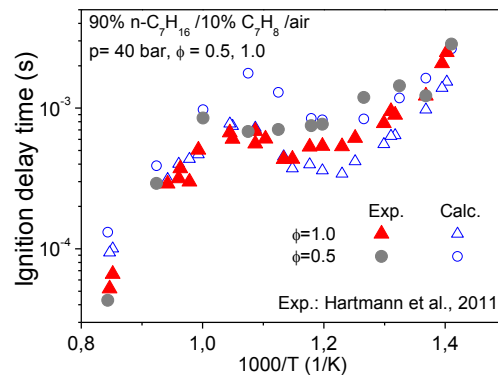 90% n-C₇H₁₆ /10% C₇H₈ /air
p= 40 bar, ϕ = 0.5, 1.0
Ignition delay time (s)
10⁻³
10⁻⁴
Exp. Calc.
ϕ=1.0
ϕ=0.5
Exp.: Hartmann et al., 2011
0,8 1,0 1,2 1,4
1000/T (1/K)